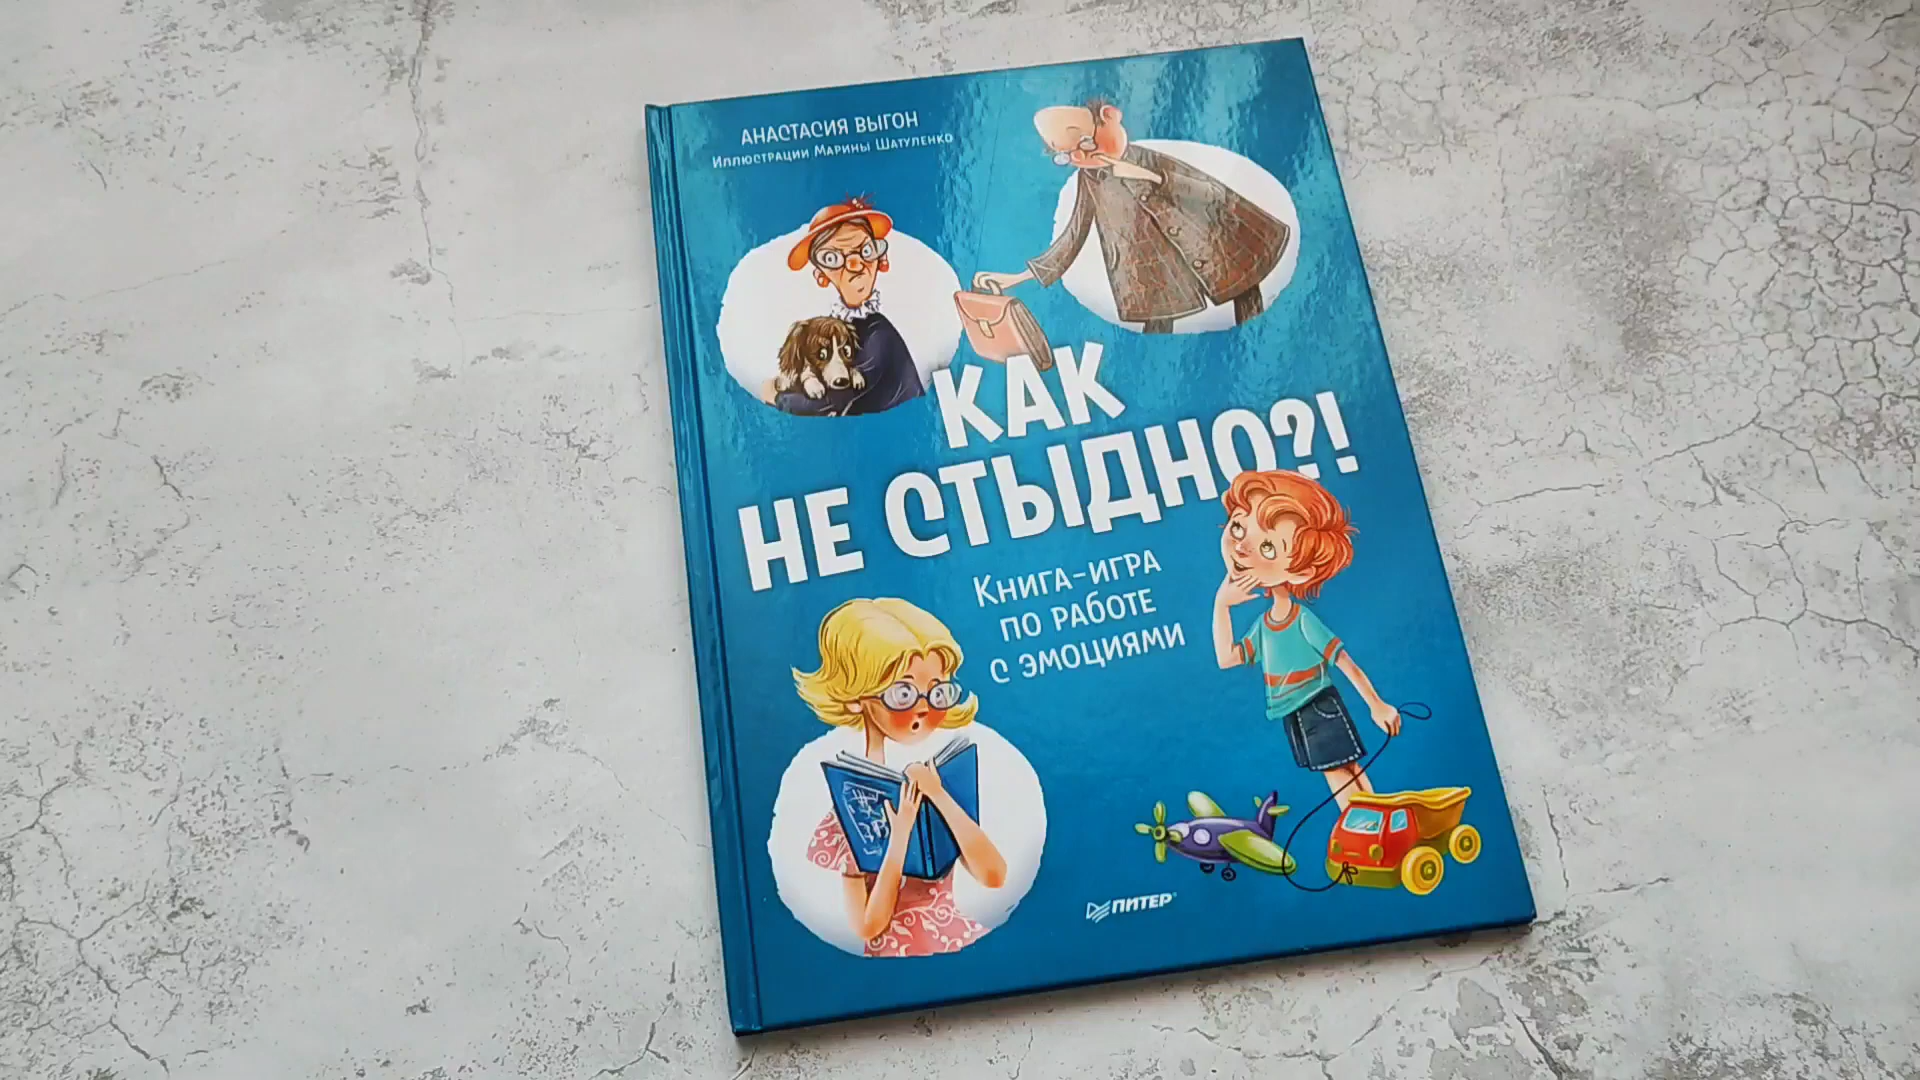 АНАСТАСИЯ ВЫГОН
Иллюстрации Марины Шатуленко
КАК
НЕ СТЫДНО?!
Книга-игра
по работе
с эмоциями
ПИТЕР®